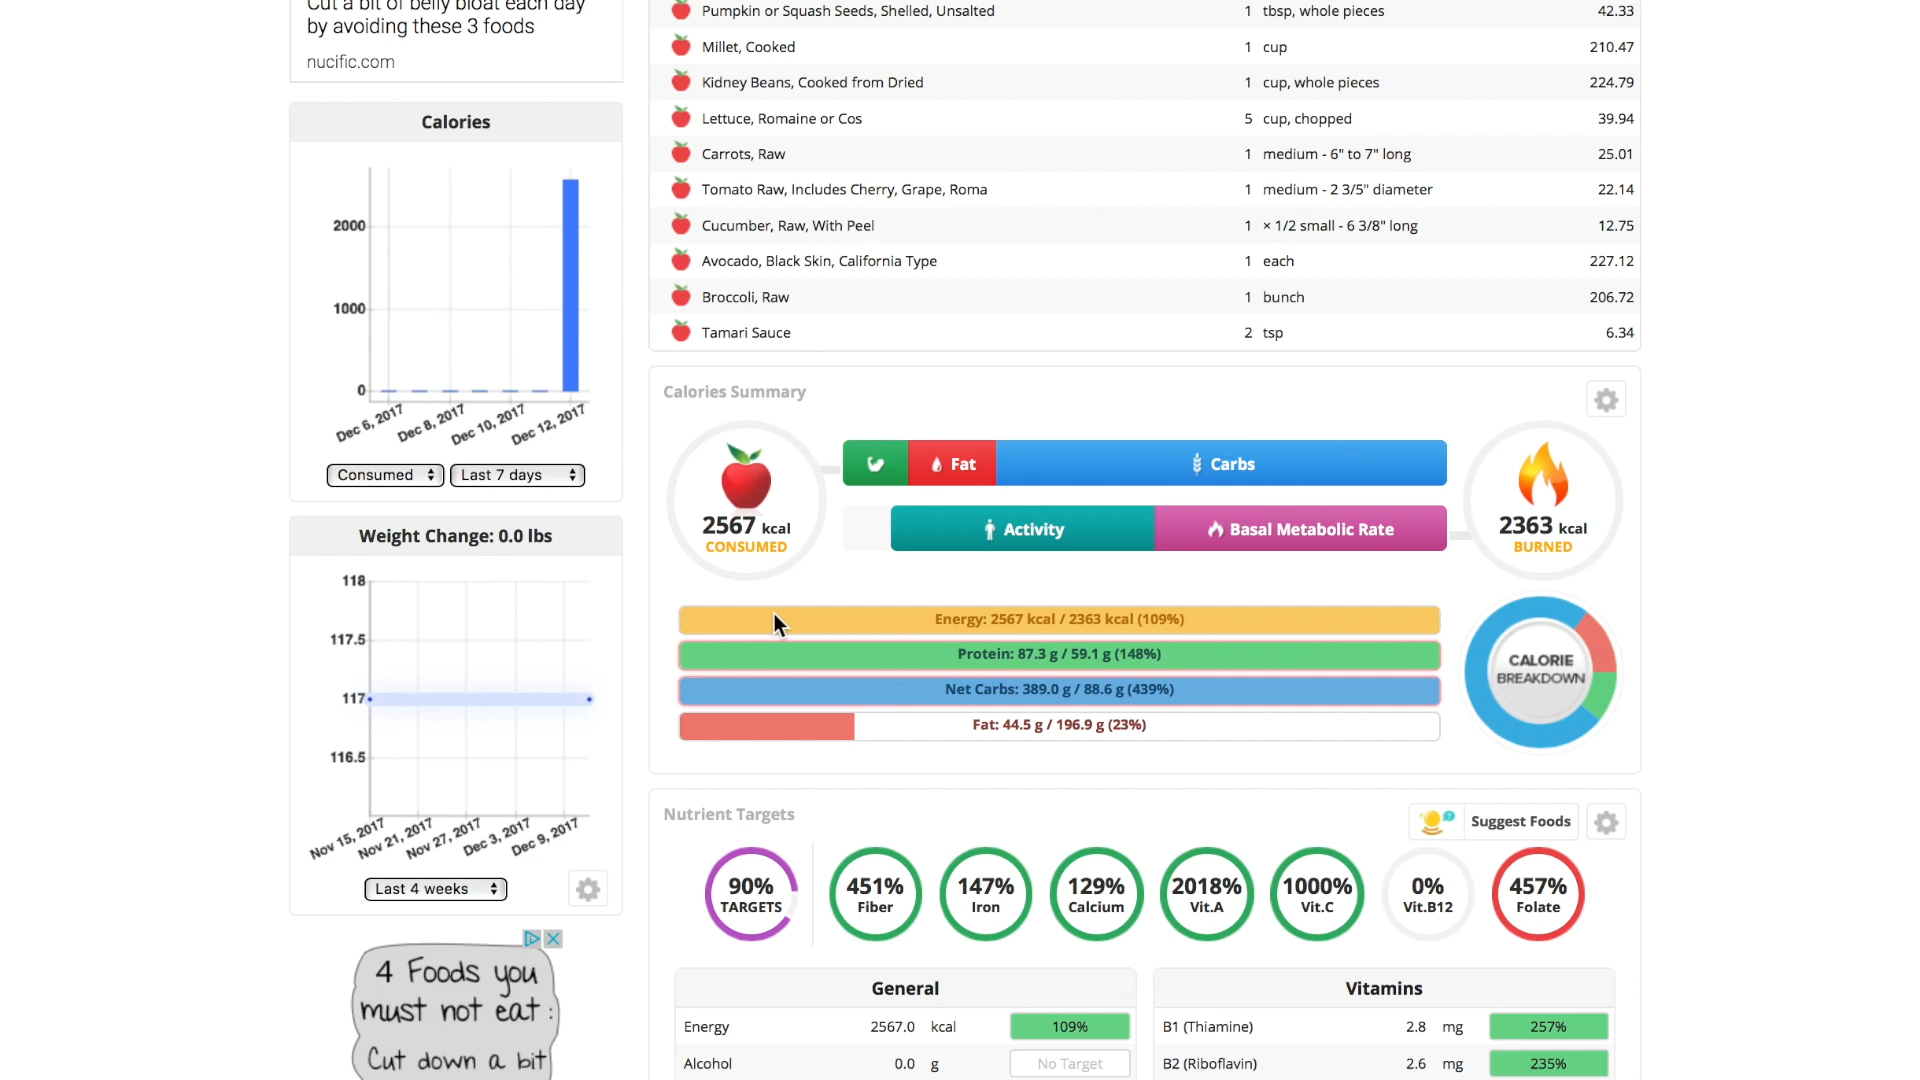 Cut a bit of belly bloat each day
by avoiding these 3 foods
nucific.com
Calories
2000
1000
0
Dec 6, 2017
Dec 8, 2017
Dec 10, 2017
Dec 12, 2017
Consumed
Last 7 days
Weight Change: 0.0 lbs
118
117.5
117
116.5
Nov 15, 2017
Nov 21, 2017
Nov 27, 2017
Dec 3, 2017
Dec 9, 2017
Last 4 weeks
4 Foods you
must not eat :
Cut down a bit
Pumpkin or Squash Seeds, Shelled, Unsalted 1 tbsp, whole pieces 42.33
Millet, Cooked 1 cup 210.47
Kidney Beans, Cooked from Dried 1 cup, whole pieces 224.79
Lettuce, Romaine or Cos 5 cup, chopped 39.94
Carrots, Raw 1 medium - 6" to 7" long 25.01
Tomato Raw, Includes Cherry, Grape, Roma 1 medium - 2 3/5" diameter 22.14
Cucumber, Raw, With Peel 1 × 1/2 small - 6 3/8" long 12.75
Avocado, Black Skin, California Type 1 each 227.12
Broccoli, Raw 1 bunch 206.72
Tamari Sauce 2 tsp 6.34
Calories Summary
2567 kcal
CONSUMED
Fat Carbs
Activity Basal Metabolic Rate
2363 kcal
BURNED
Energy: 2567 kcal / 2363 kcal (109%)
Protein: 87.3 g / 59.1 g (148%)
Net Carbs: 389.0 g / 88.6 g (439%)
Fat: 44.5 g / 196.9 g (23%)
CALORIE
BREAKDOWN
Nutrient Targets
Suggest Foods
90%
TARGETS
451%
Fiber
147%
Iron
129%
Calcium
2018%
Vit.A
1000%
Vit.C
0%
Vit.B12
457%
Folate
General
Energy 2567.0 kcal 109%
Alcohol 0.0 g No Target
Vitamins
B1 (Thiamine) 2.8 mg 257%
B2 (Riboflavin) 2.6 mg 235%